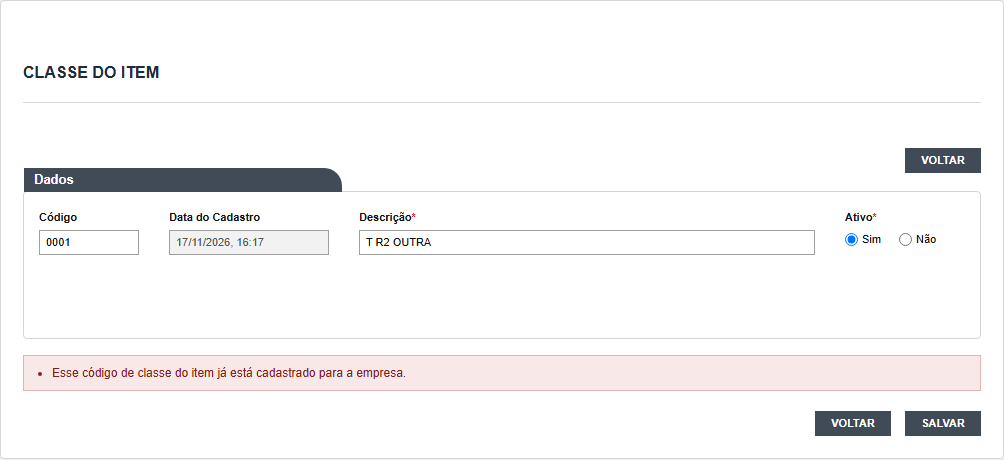 CLASSE DO ITEM
VOLTAR
Dados
Código Data do Cadastro Descrição* Ativo*
0001 17/11/2026, 16:17 T R2 OUTRA Sim Não
Esse código de classe do item já está cadastrado para a empresa.
VOLTAR SALVAR